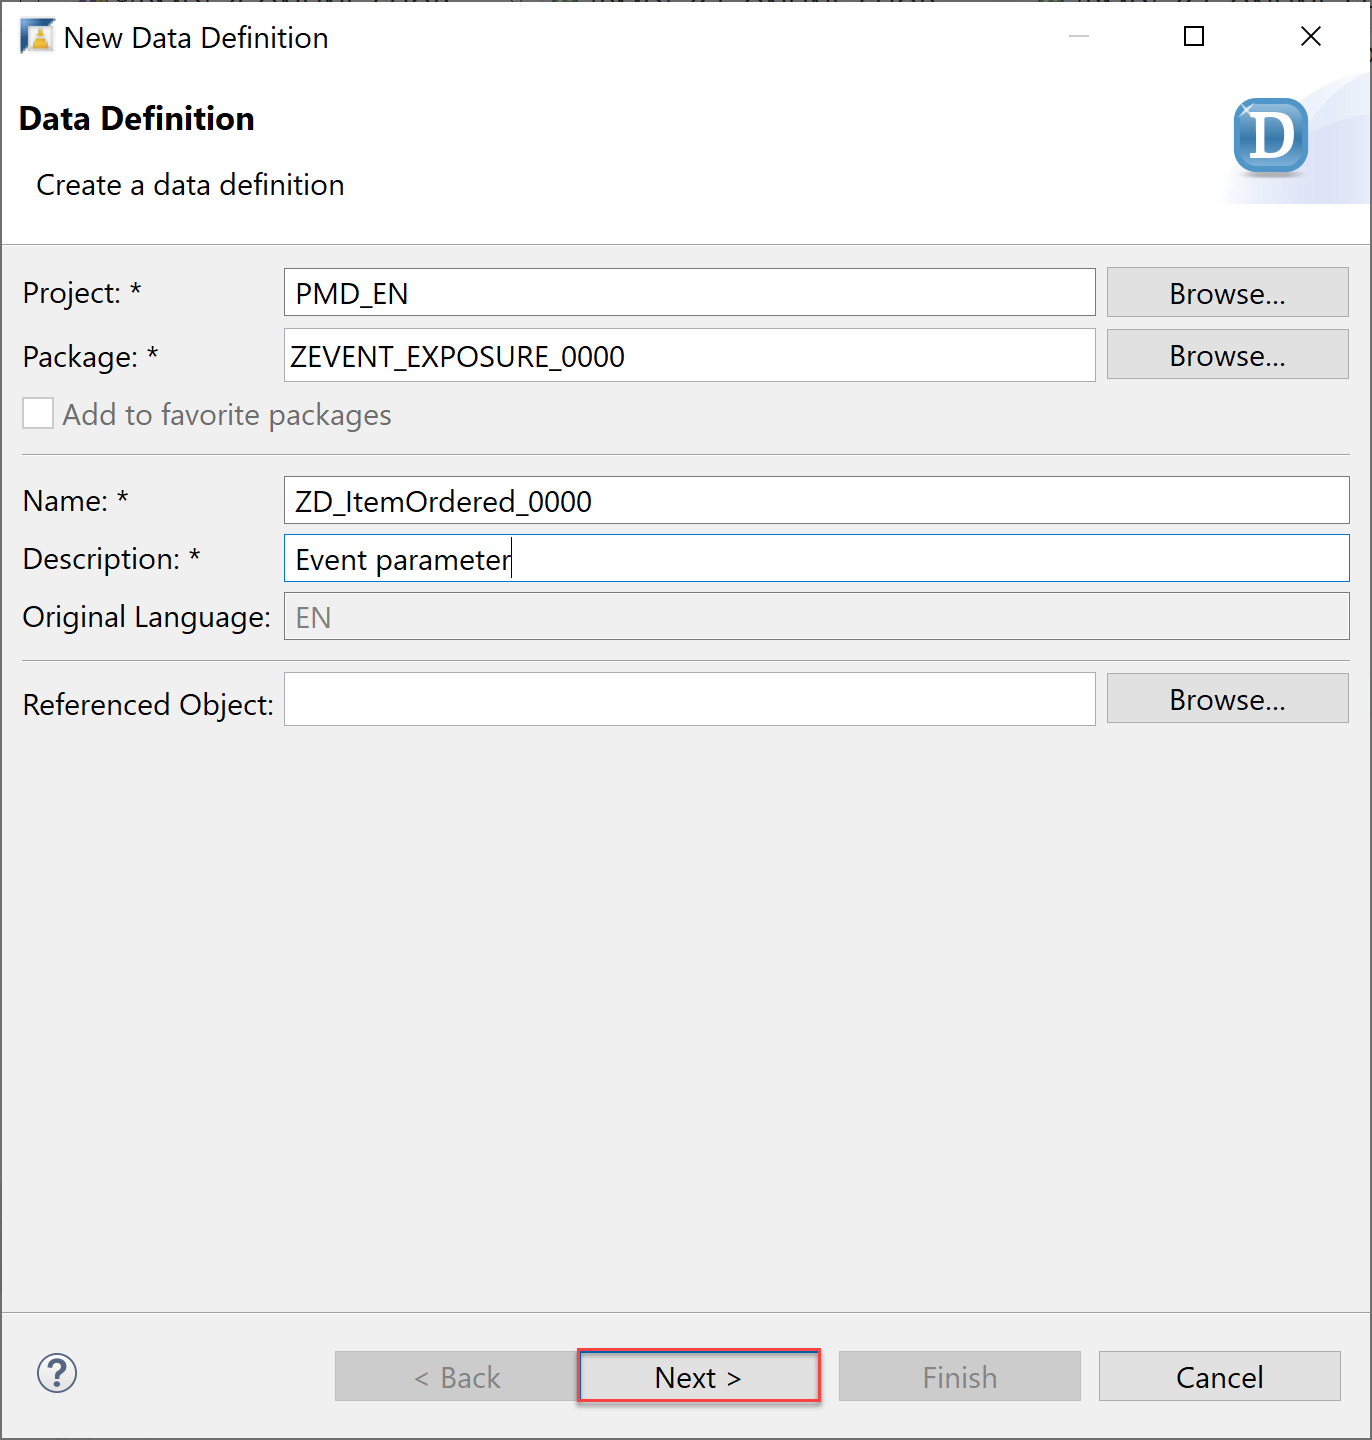 New Data Definition
Data Definition
D
Create a data definition
Project: * PMD_EN Browse...
Package: * ZEVENT_EXPOSURE_0000 Browse...
Add to favorite packages
Name: * ZD_ItemOrdered_0000
Description: * Event parameter
Original Language: EN
Referenced Object: Browse...
? < Back Next > Finish Cancel